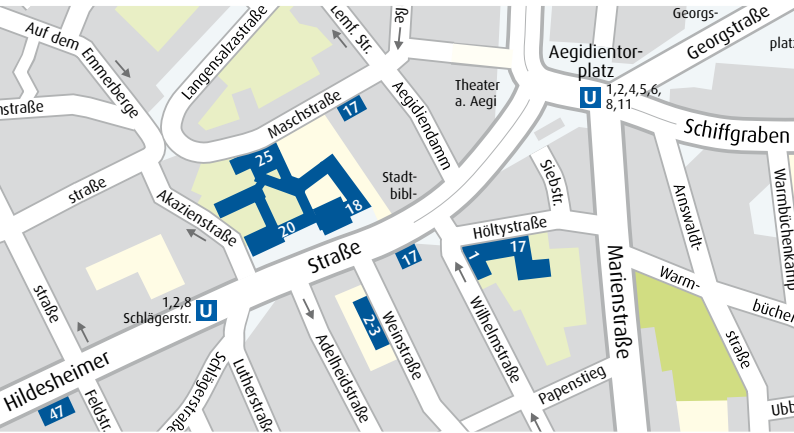 Auf dem
Emmerberge
Langensalzastraße
Lemf. Str.
ße
Georgs-
platz
Georgstraße
Aegidientor-
platz
U
1,2,4,5,6,
8,11
Theater
a. Aegi
Schiffgraben
nstraße
Maschstraße
17
Aegidiendamm
25
Stadt-
bibl-
18
20
straße
Akazienstraße
Siebstr.
Arnswaldt-
straße
Warmbüchenkamp
Höltystraße
17
1
17
Straße
Hildesheimer
Marienstraße
Warm-
büchen
1,2,8
Schlägerstr.
U
straße
2-3
Weinstraße
Wilhelmstraße
Adelheidstraße
Lutherstraße
Schlägerstraße
Feldstr.
47
Papenstieg
Ubb